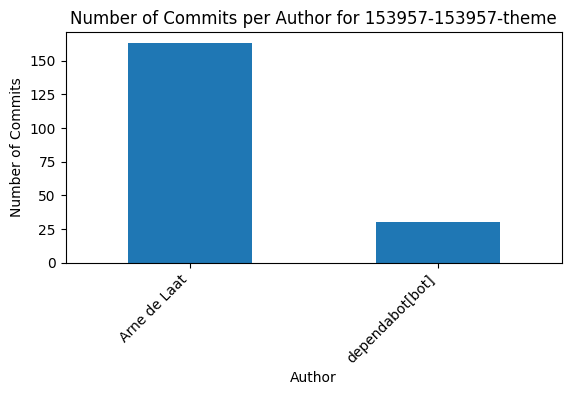 Number of Commits per Author for 153957-153957-theme
Number of Commits
150
125
100
75
50
25
0
Arne de Laat
dependabot[bot]
Author